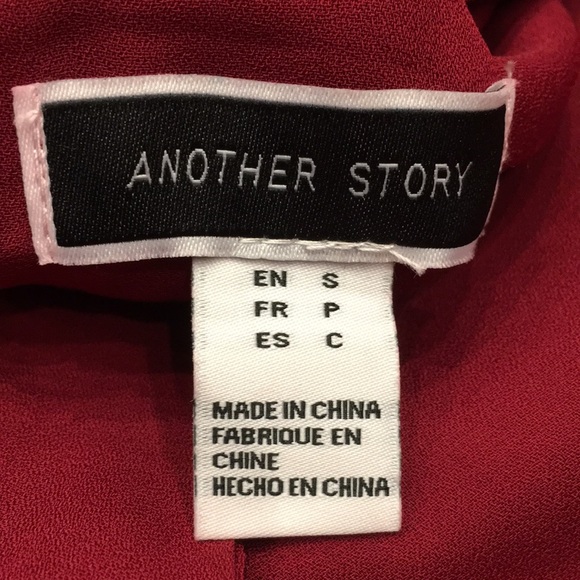 ANOTHER STORY
EN S
FR P
ES C
MADE IN CHINA
FABRIQUE EN
CHINE
HECHO EN CHINA